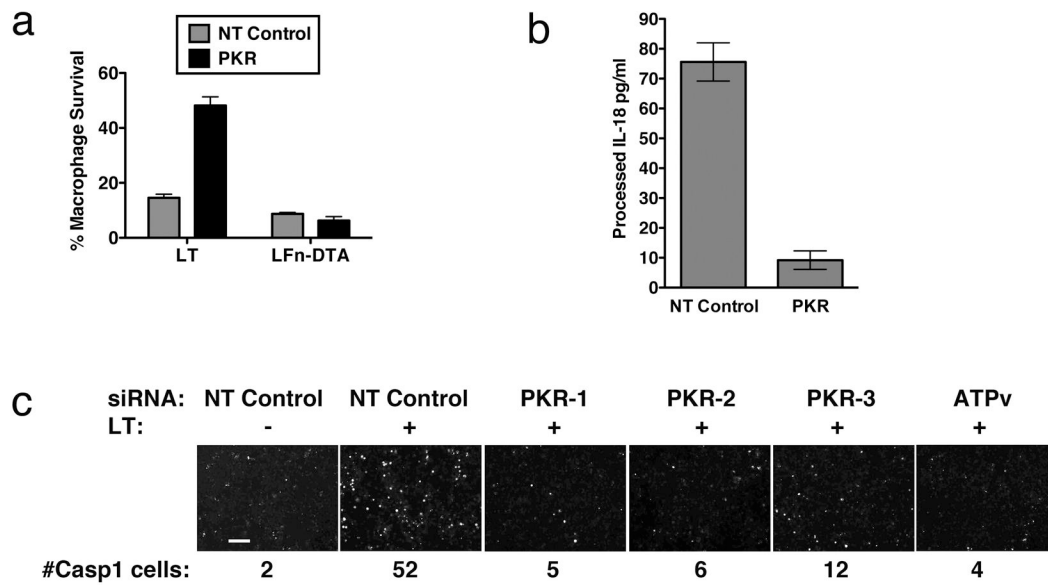 a
NT Control
PKR
% Macrophage Survival
60
40
20
0
LT LFn-DTA
b
Processed IL-18 pg/ml
90
80
70
60
50
40
30
20
10
0
NT Control PKR
c
siRNA: NT Control NT Control PKR-1 PKR-2 PKR-3 ATPv
LT: - + + + + +
#Casp1 cells: 2 52 5 6 12 4